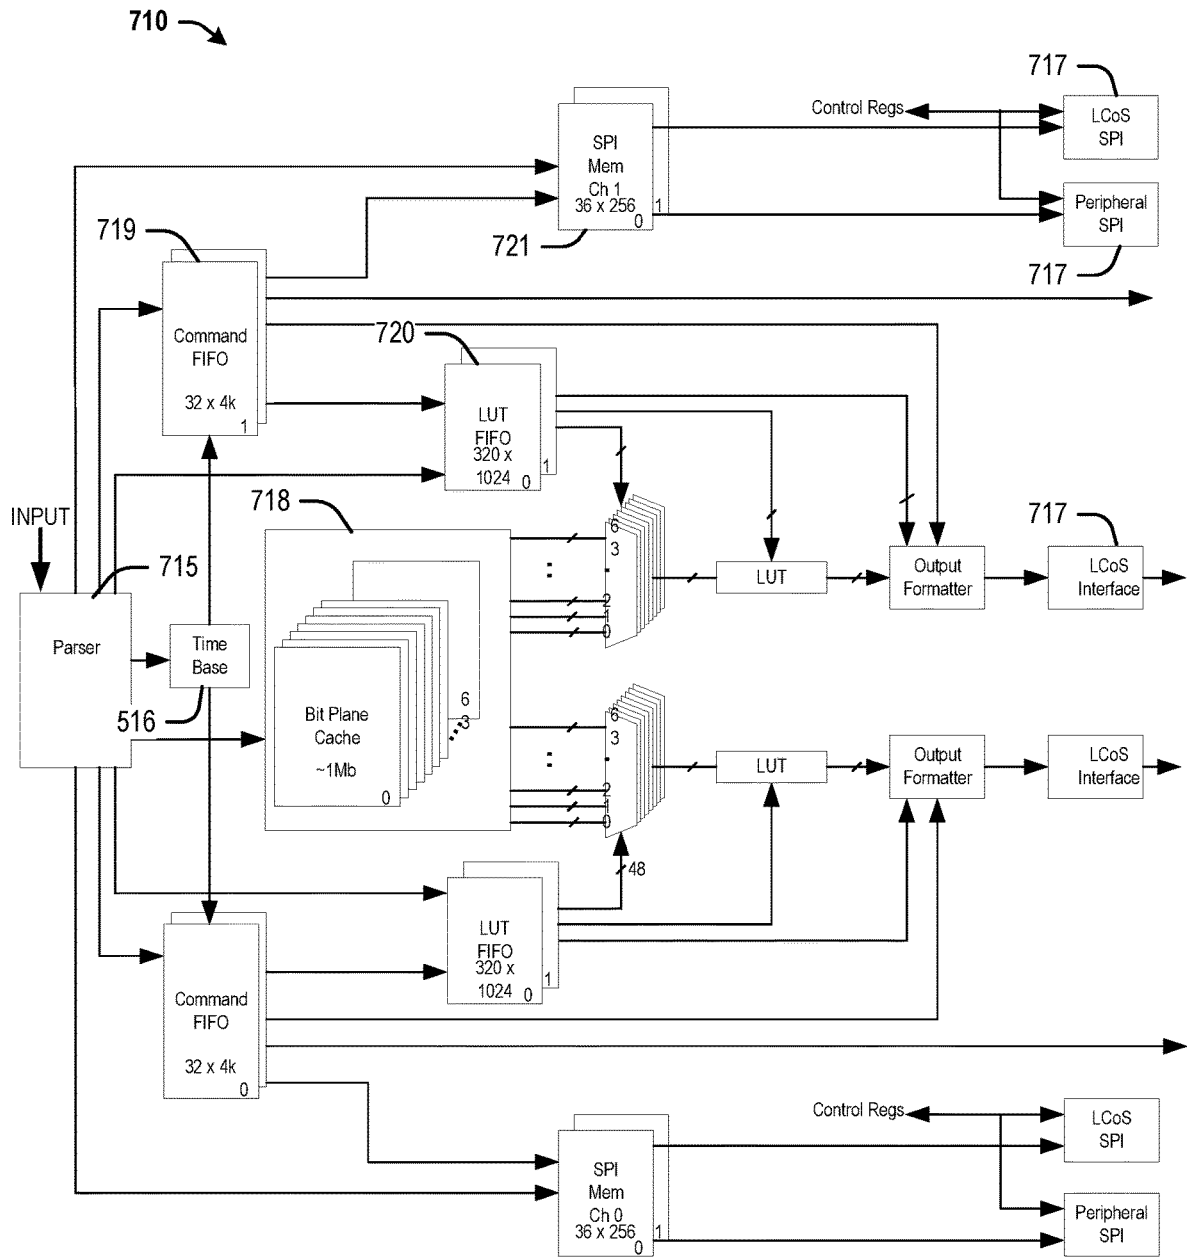 710
717
Control Regs
LCoS
SPI
SPI
Mem
Ch 1
36 x 256
0
1
Peripheral
SPI
721
717
719
Command
FIFO
32 x 4k
1
720
LUT
FIFO
320 x
1024
0
1
718
INPUT
715
Parser
Time
Base
516
Bit Plane
Cache
~1Mb
0
6
3
6
3
2
1
0
LUT
Output
Formatter
717
LCoS
Interface
6
3
2
1
0
LUT
Output
Formatter
LCoS
Interface
48
LUT
FIFO
320 x
1024
0
1
Command
FIFO
32 x 4k
0
Control Regs
LCoS
SPI
SPI
Mem
Ch 0
36 x 256
0
1
Peripheral
SPI